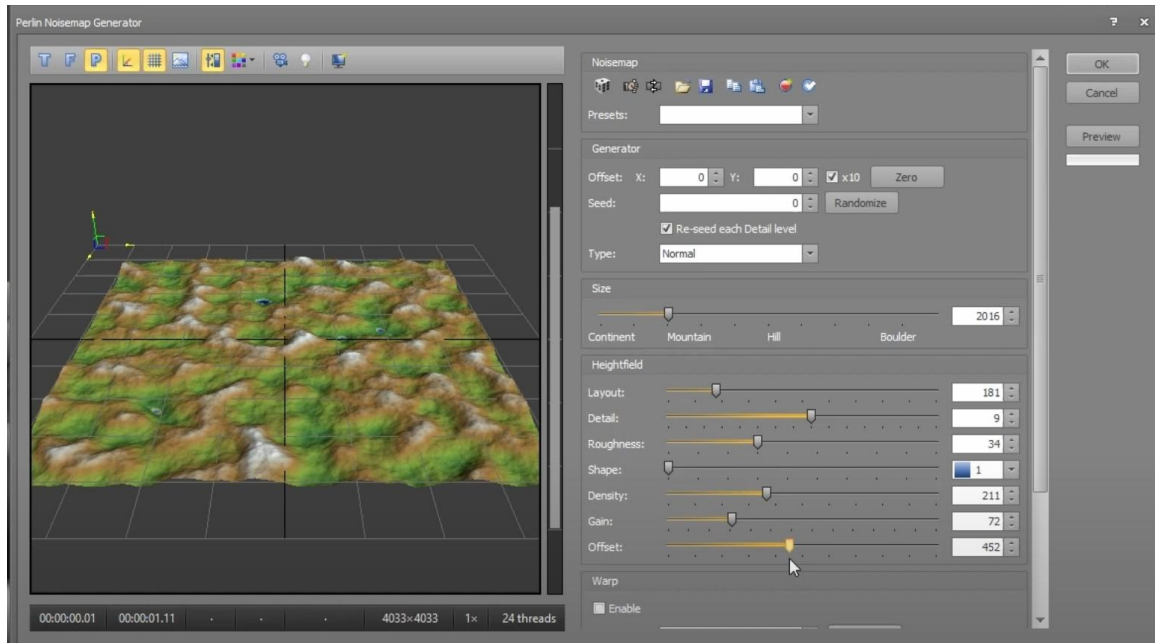 Perlin Noisemap Generator
? x
T F P
Noisemap
OK
Cancel
Presets:
Preview
Generator
Offset: X: 0 Y: 0 x10 Zero
Seed: 0 Randomize
Re-seed each Detail level
Type: Normal
Size
2016
Continent Mountain Hill Boulder
Heightfield
Layout: 181
Detail: 9
Roughness: 34
Shape: 1
Density: 211
Gain: 72
Offset: 452
Warp
Enable
00:00:00.01 00:00:01.11 . . . 4033×4033 1× 24 threads